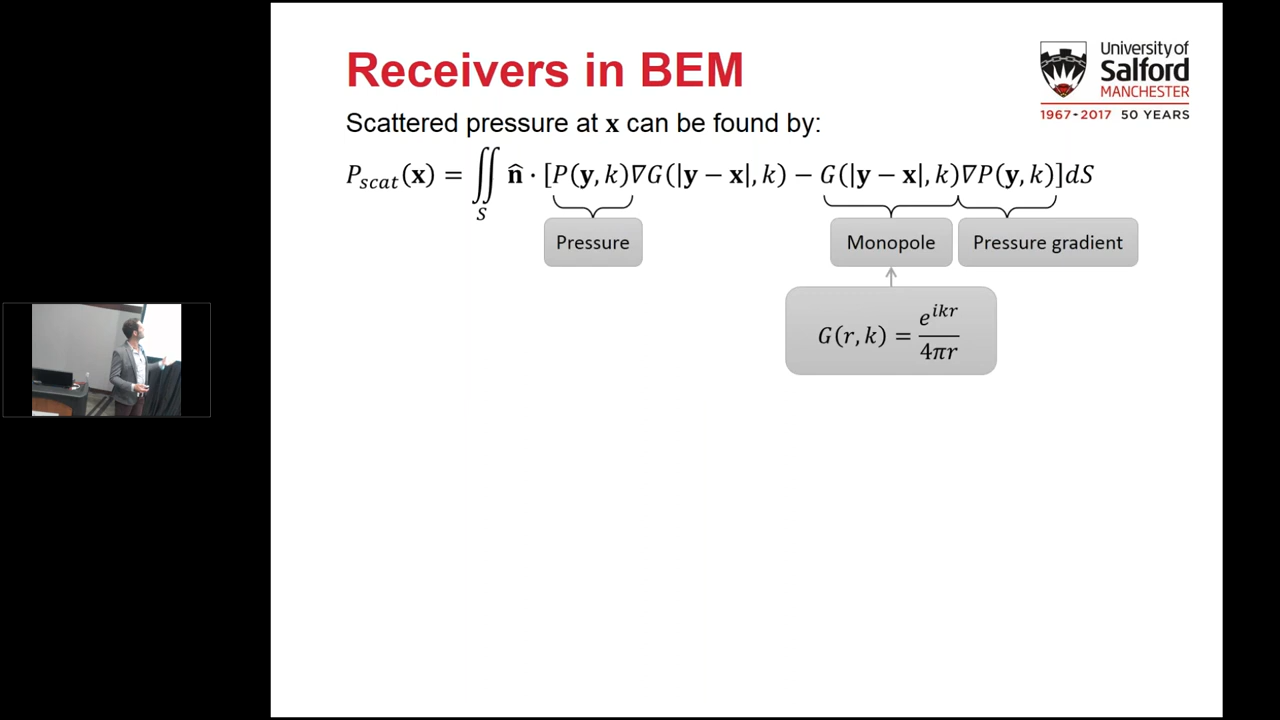 Receivers in BEM
University of
Salford
MANCHESTER
1967-2017 50 YEARS
Scattered pressure at x can be found by:
P_scat(x) = ∬_S n̂ · [P(y, k)∇G(|y − x|, k) − G(|y − x|, k)∇P(y, k)]dS
Pressure
Monopole
Pressure gradient
G(r, k) = e^{ikr} / 4πr